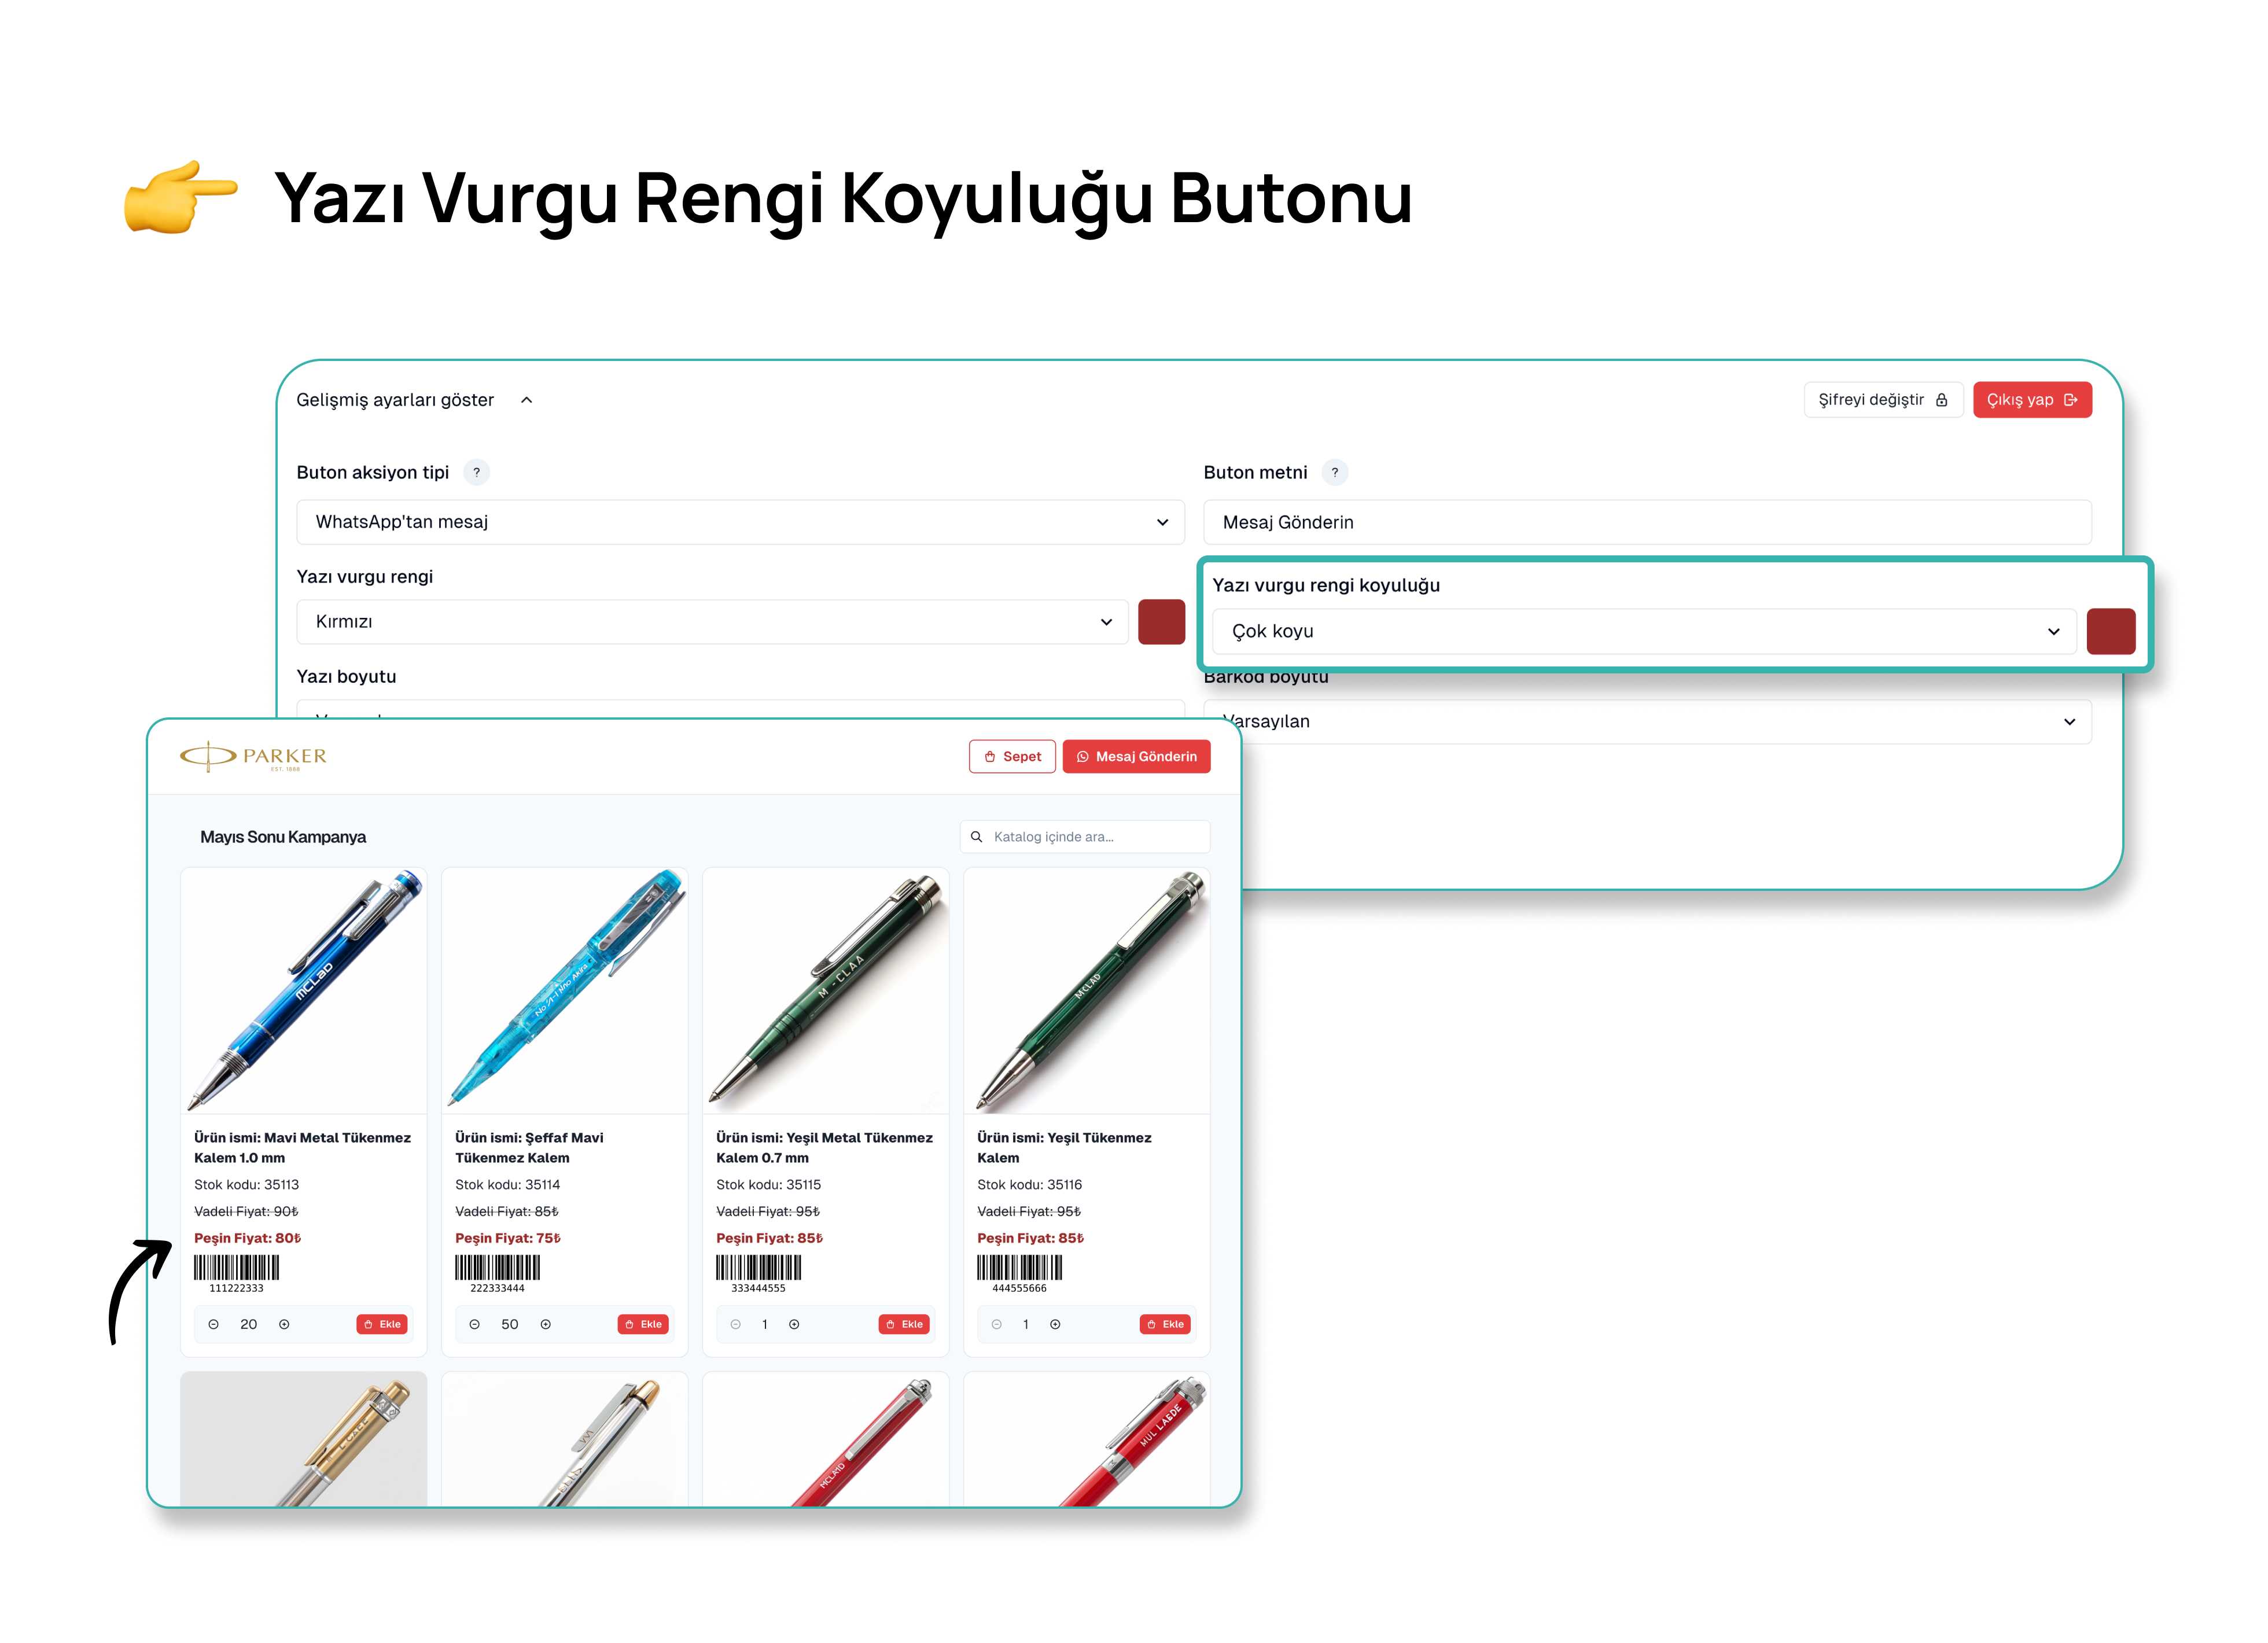 Yazı Vurgu Rengi Koyuluğu Butonu
Gelişmiş ayarları göster
Şifreyi değiştir
Çıkış yap
Buton aksiyon tipi ?
Buton metni ?
WhatsApp'tan mesaj
Mesaj Gönderin
Yazı vurgu rengi
Yazı vurgu rengi koyuluğu
Kırmızı
Çok koyu
Yazı boyutu
Barkod boyutu
Varsayılan
PARKER
EST. 1888
Sepet
Mesaj Gönderin
Mayıs Sonu Kampanya
Katalog içinde ara...
MCLAD
M - CLAA
MCLAD
Ürün ismi: Mavi Metal Tükenmez
Kalem 1.0 mm
Stok kodu: 35113
Vadeli Fiyat: 90₺
Peşin Fiyat: 80₺
111222333
20
Ekle
Ürün ismi: Şeffaf Mavi
Tükenmez Kalem
Stok kodu: 35114
Vadeli Fiyat: 85₺
Peşin Fiyat: 75₺
222333444
50
Ekle
Ürün ismi: Yeşil Metal Tükenmez
Kalem 0.7 mm
Stok kodu: 35115
Vadeli Fiyat: 95₺
Peşin Fiyat: 85₺
333444555
1
Ekle
Ürün ismi: Yeşil Tükenmez
Kalem
Stok kodu: 35116
Vadeli Fiyat: 95₺
Peşin Fiyat: 85₺
444555666
1
Ekle
MUL LAEDE